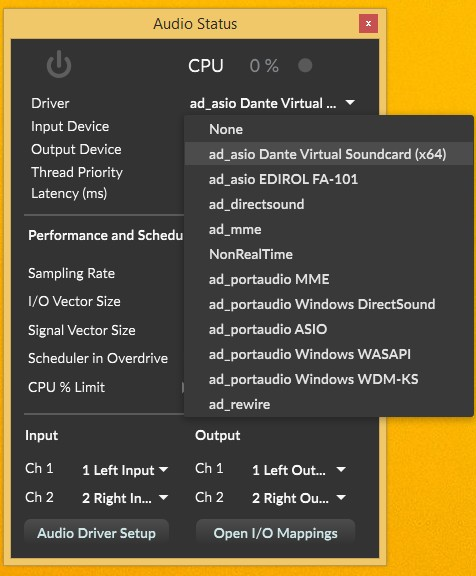 Audio Status
x
CPU 0 %
Driver ad_asio Dante Virtual ...
Input Device
Output Device
Thread Priority
Latency (ms)
None
ad_asio Dante Virtual Soundcard (x64)
ad_asio EDIROL FA-101
ad_directsound
ad_mme
NonRealTime
ad_portaudio MME
ad_portaudio Windows DirectSound
ad_portaudio ASIO
ad_portaudio Windows WASAPI
ad_portaudio Windows WDM-KS
ad_rewire
Performance and Schedu
Sampling Rate
I/O Vector Size
Signal Vector Size
Scheduler in Overdrive
CPU % Limit
Input Output
Ch 1 1 Left Input Ch 1 1 Left Out...
Ch 2 2 Right In... Ch 2 2 Right Ou...
Audio Driver Setup Open I/O Mappings